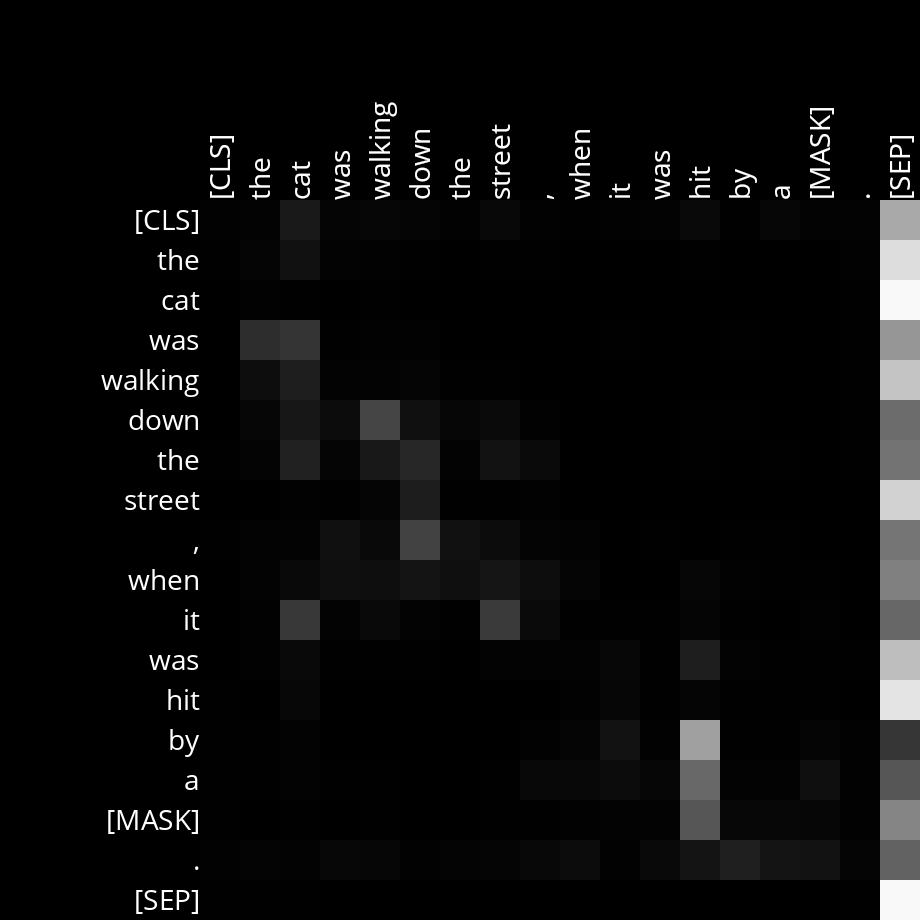 [CLS] the cat was walking down the street , when it was hit by a [MASK] . [SEP]
[CLS]
the
cat
was
walking
down
the
street
,
when
it
was
hit
by
a
[MASK]
.
[SEP]